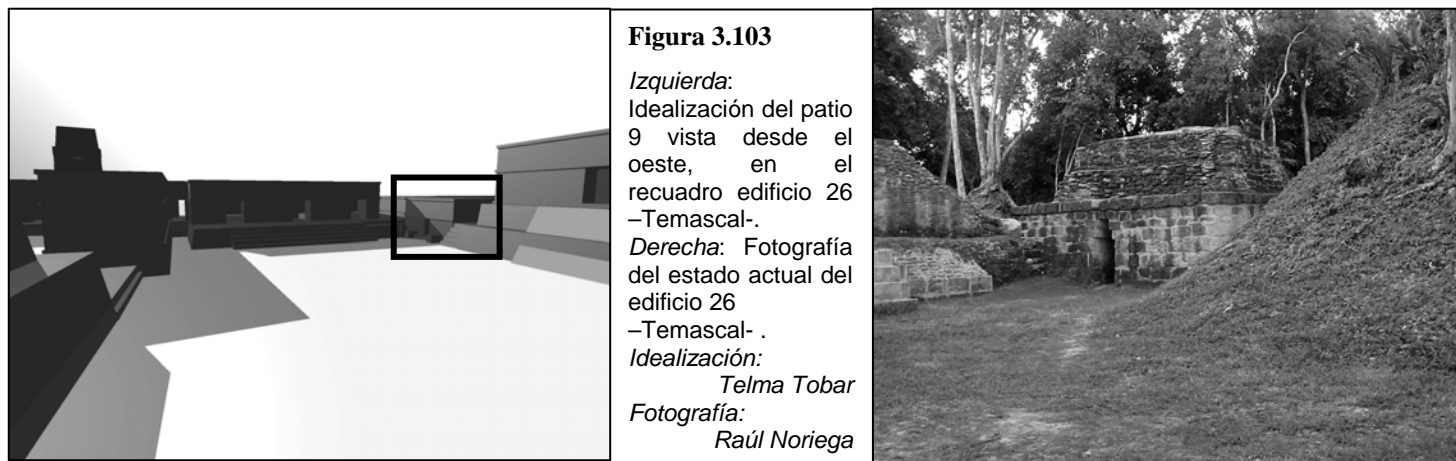 Figura 3.103
Izquierda:
Idealización del patio
9 vista desde el
oeste, en el
recuadro edificio 26
–Temascal-.
Derecha: Fotografía
del estado actual del
edificio 26
–Temascal- .
Idealización:
Telma Tobar
Fotografía:
Raúl Noriega